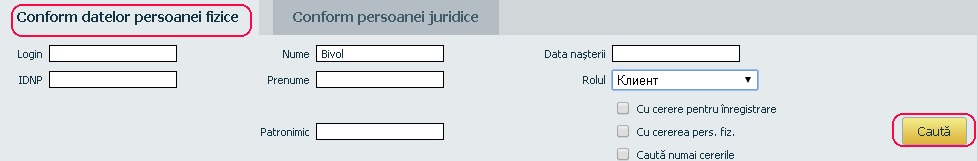 Conform datelor persoanei fizice Conform persoanei juridice
Login Nume Bivol Data naşterii
IDNP Prenume Rolul Клиент
Cu cerere pentru înregistrare
Patronimic Cu cererea pers. fiz. Caută
Caută numai cererile